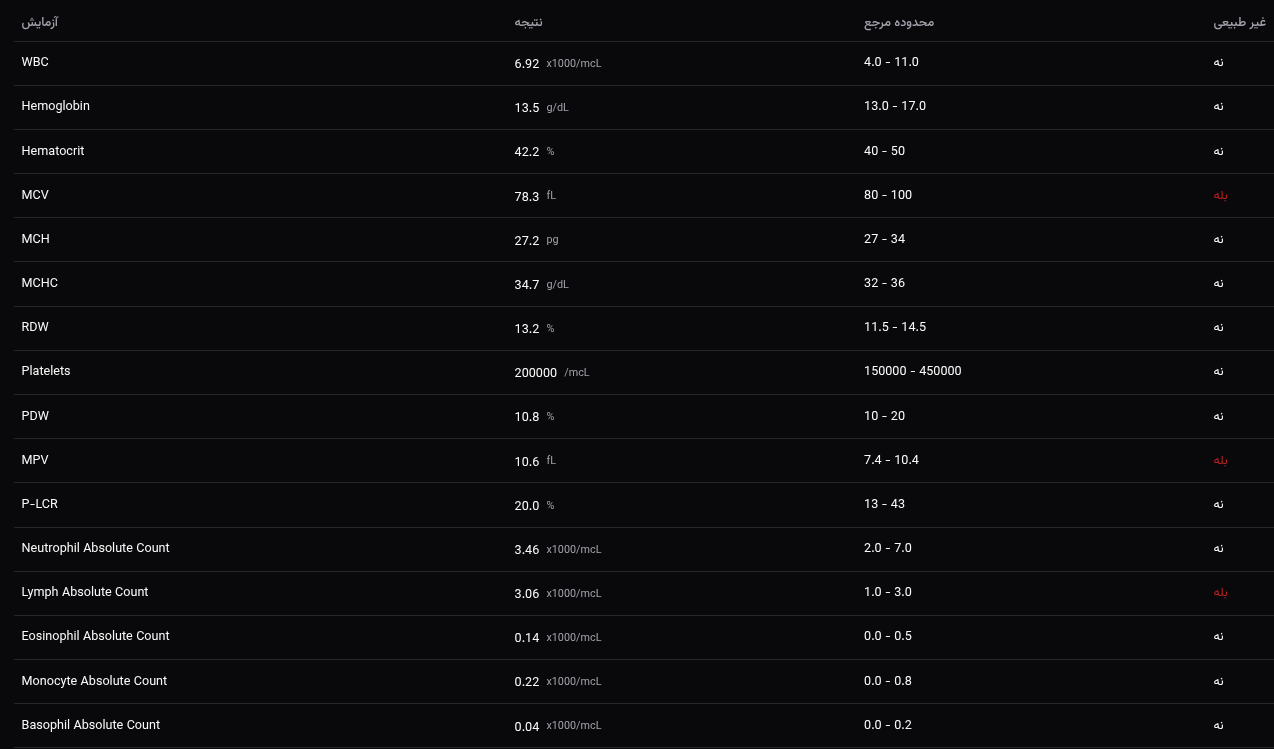 آزمایش نتیجه محدوده مرجع غیر طبیعی
WBC 6.92 x1000/mcL 4.0 - 11.0 نه
Hemoglobin 13.5 g/dL 13.0 - 17.0 نه
Hematocrit 42.2 % 40 - 50 نه
MCV 78.3 fL 80 - 100 بله
MCH 27.2 pg 27 - 34 نه
MCHC 34.7 g/dL 32 - 36 نه
RDW 13.2 % 11.5 - 14.5 نه
Platelets 200000 /mcL 150000 - 450000 نه
PDW 10.8 % 10 - 20 نه
MPV 10.6 fL 7.4 - 10.4 بله
P-LCR 20.0 % 13 - 43 نه
Neutrophil Absolute Count 3.46 x1000/mcL 2.0 - 7.0 نه
Lymph Absolute Count 3.06 x1000/mcL 1.0 - 3.0 بله
Eosinophil Absolute Count 0.14 x1000/mcL 0.0 - 0.5 نه
Monocyte Absolute Count 0.22 x1000/mcL 0.0 - 0.8 نه
Basophil Absolute Count 0.04 x1000/mcL 0.0 - 0.2 نه